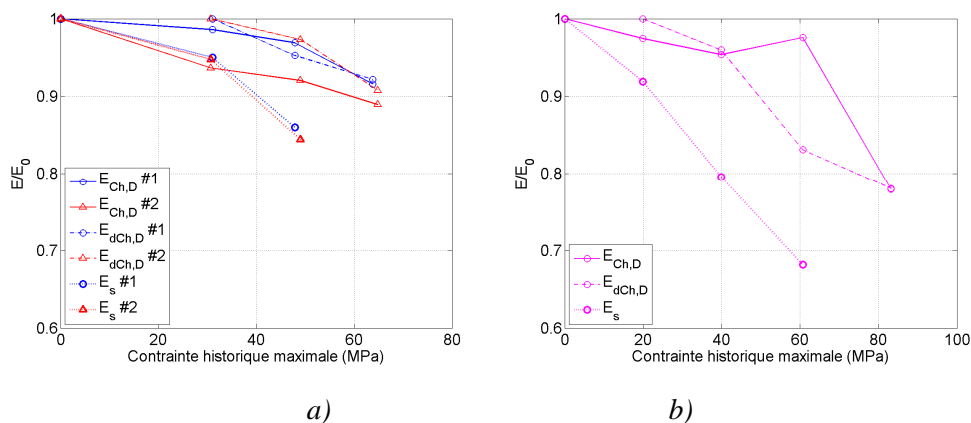 1
0.9
0.8
0.7
0.6
E/E0
0
20
40
60
80
Contrainte historique maximale (MPa)
ECh,D #1
ECh,D #2
EdCh,D #1
EdCh,D #2
Es #1
Es #2
a)
1
0.9
0.8
0.7
0.6
E/E0
0
20
40
60
80
100
Contrainte historique maximale (MPa)
ECh,D
EdCh,D
Es
b)